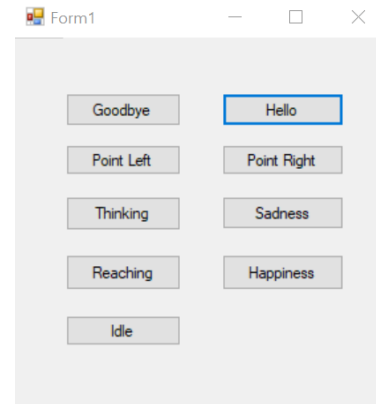 Form1
Goodbye Hello
Point Left Point Right
Thinking Sadness
Reaching Happiness
Idle